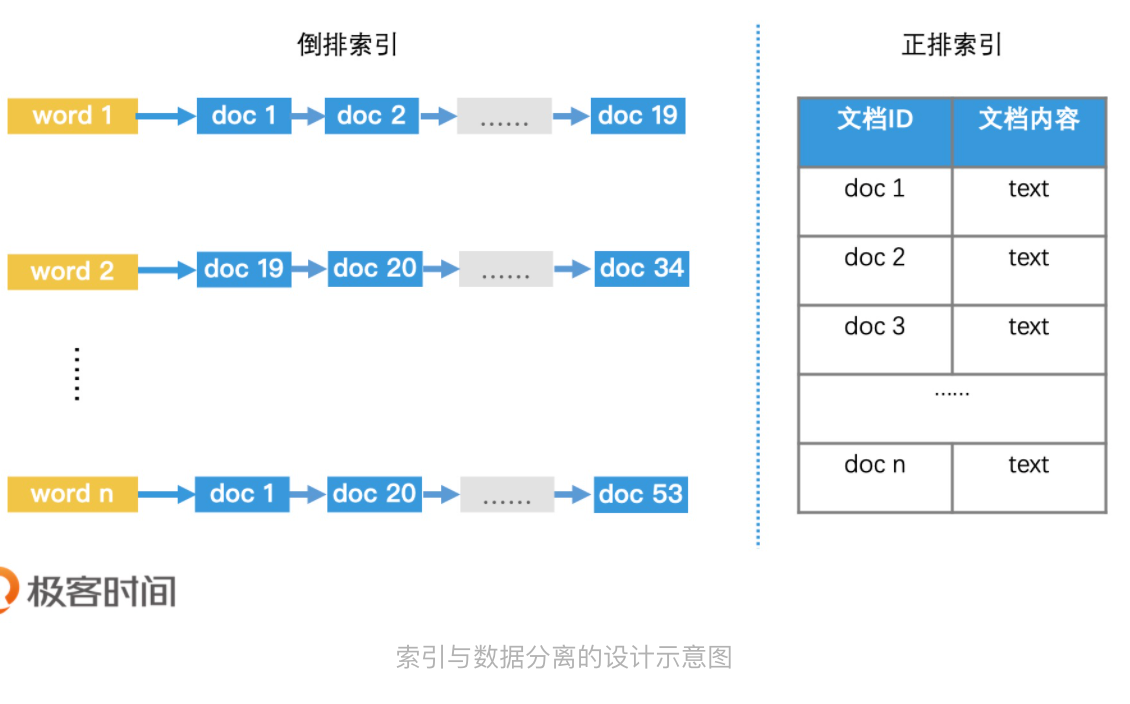 倒排索引
正排索引
word 1 doc 1 doc 2 ...... doc 19
word 2 doc 19 doc 20 ...... doc 34
word n doc 1 doc 20 ...... doc 53
文档ID 文档内容
doc 1 text
doc 2 text
doc 3 text
......
doc n text
极客时间
索引与数据分离的设计示意图